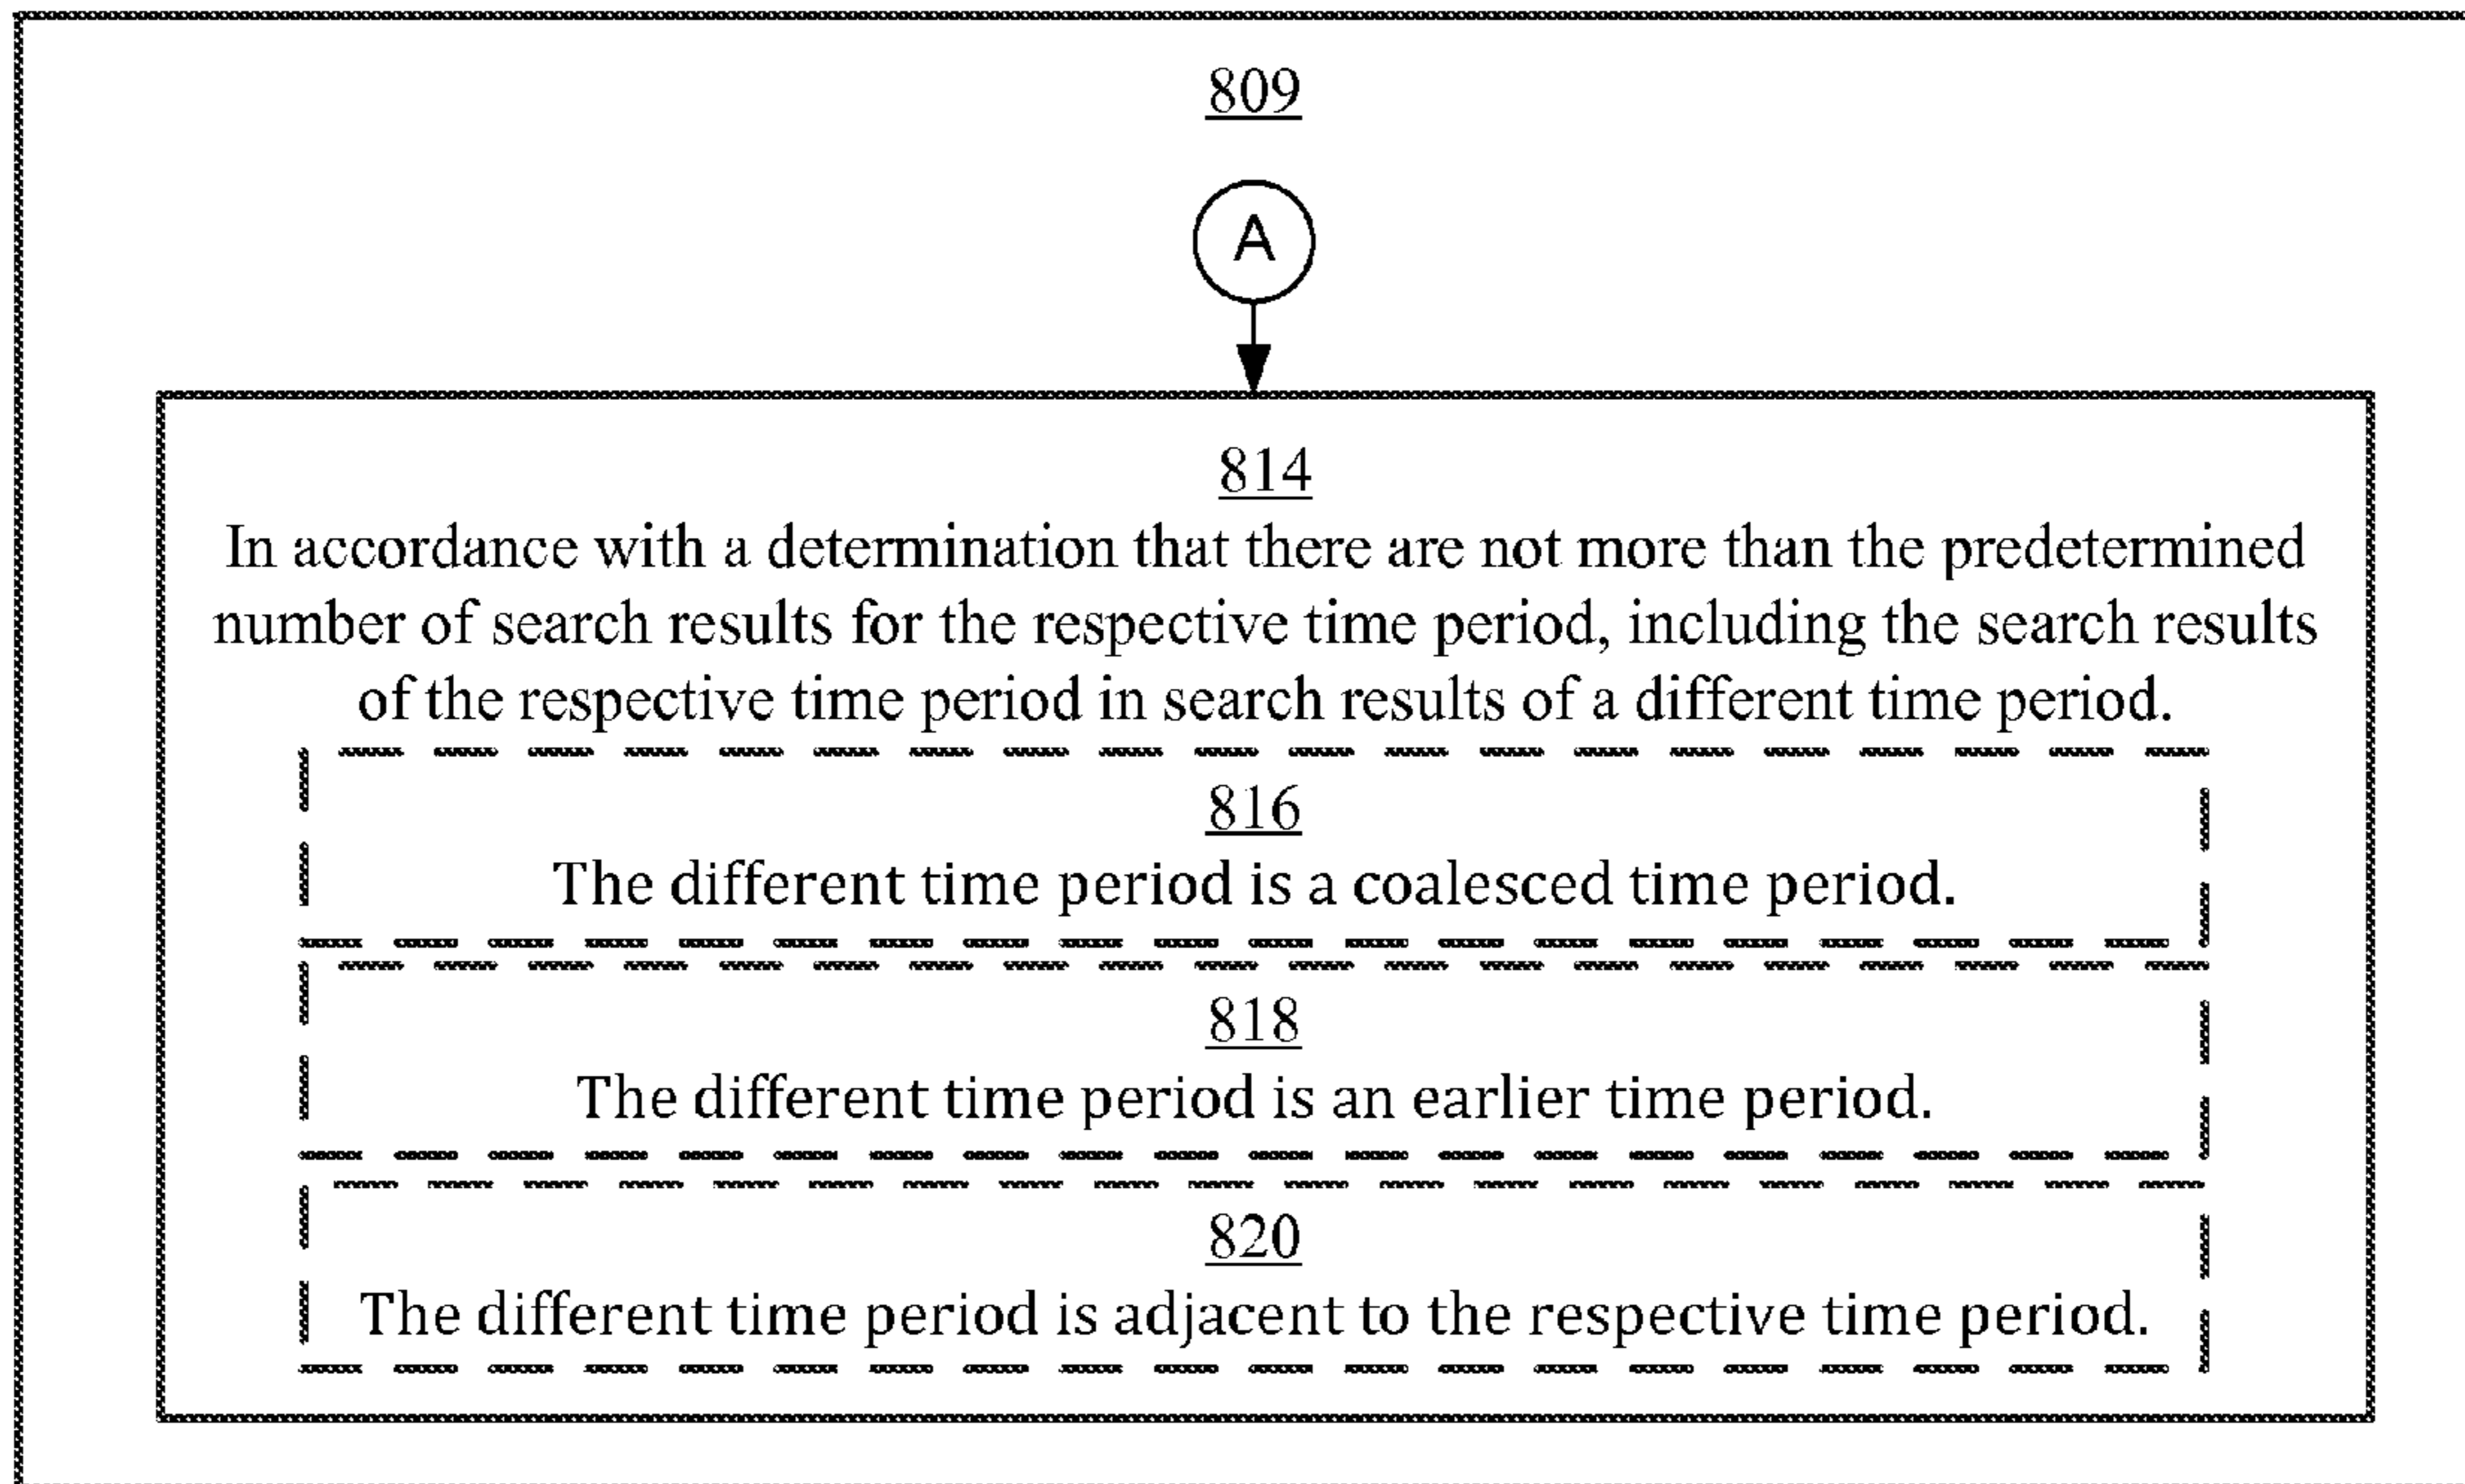 809
A
814
In accordance with a determination that there are not more than the predetermined
number of search results for the respective time period, including the search results
of the respective time period in search results of a different time period.
816
The different time period is a coalesced time period.
818
The different time period is an earlier time period.
820
The different time period is adjacent to the respective time period.